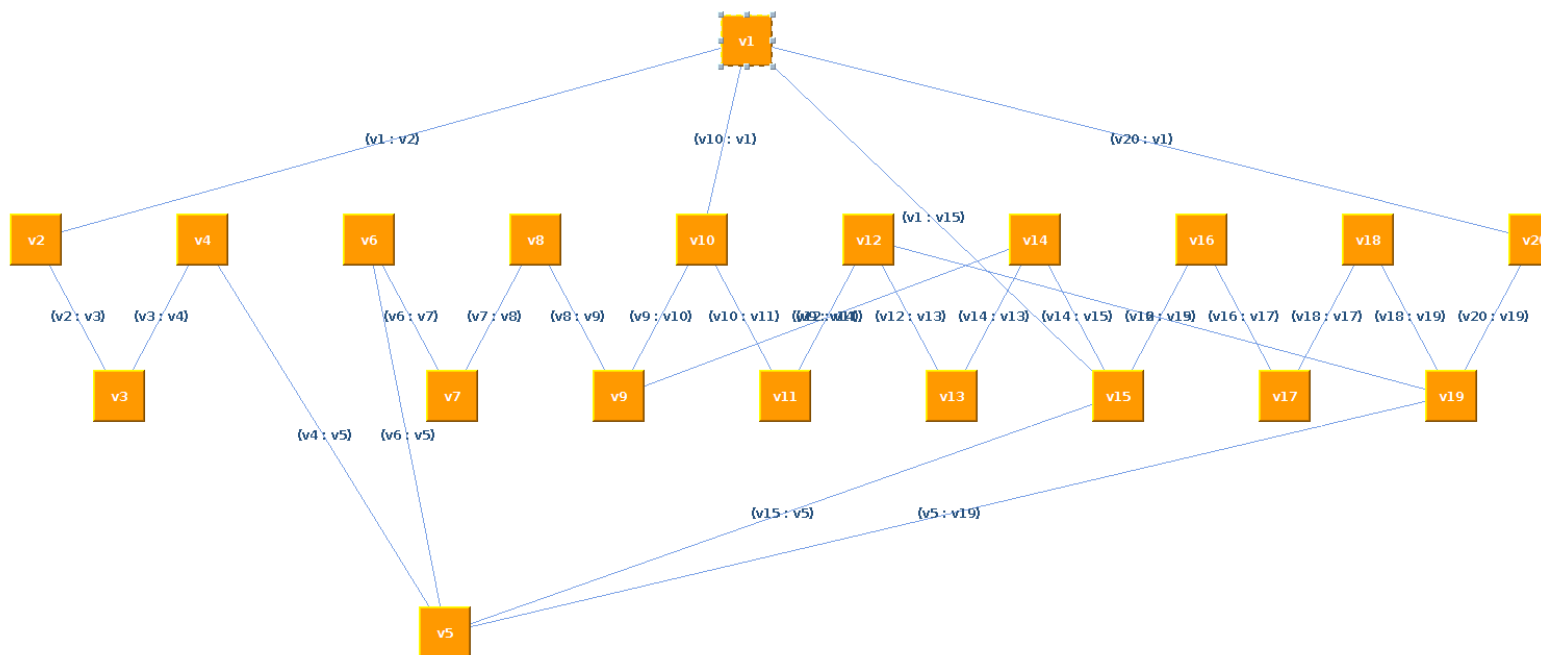 v1
(v1 : v2)
(v10 : v1)
(v20 : v1)
(v1 : v15)
v2
v4
v6
v8
v10
v12
v14
v16
v18
(v2 : v3)
(v3 : v4)
(v6 : v7)
(v7 : v8)
(v8 : v9)
(v9 : v10)
(v10 : v11)
(v12 : v13)
(v14 : v13)
(v14 : v15)
(v16 : v17)
(v18 : v17)
(v18 : v19)
(v20 : v19)
v3
v7
v9
v11
v13
v15
v17
v19
(v4 : v5)
(v6 : v5)
(v15 : v5)
(v5 : v19)
v5